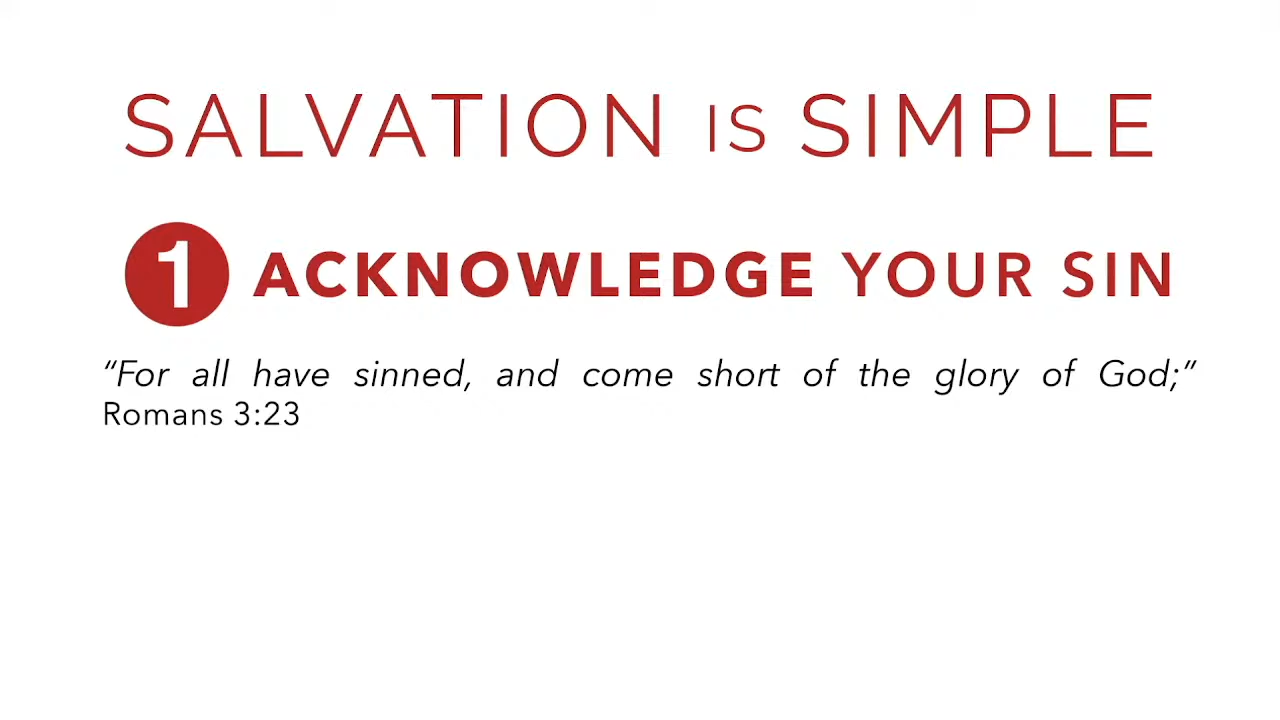 SALVATION IS SIMPLE
1 ACKNOWLEDGE YOUR SIN
“For all have sinned, and come short of the glory of God;”
Romans 3:23